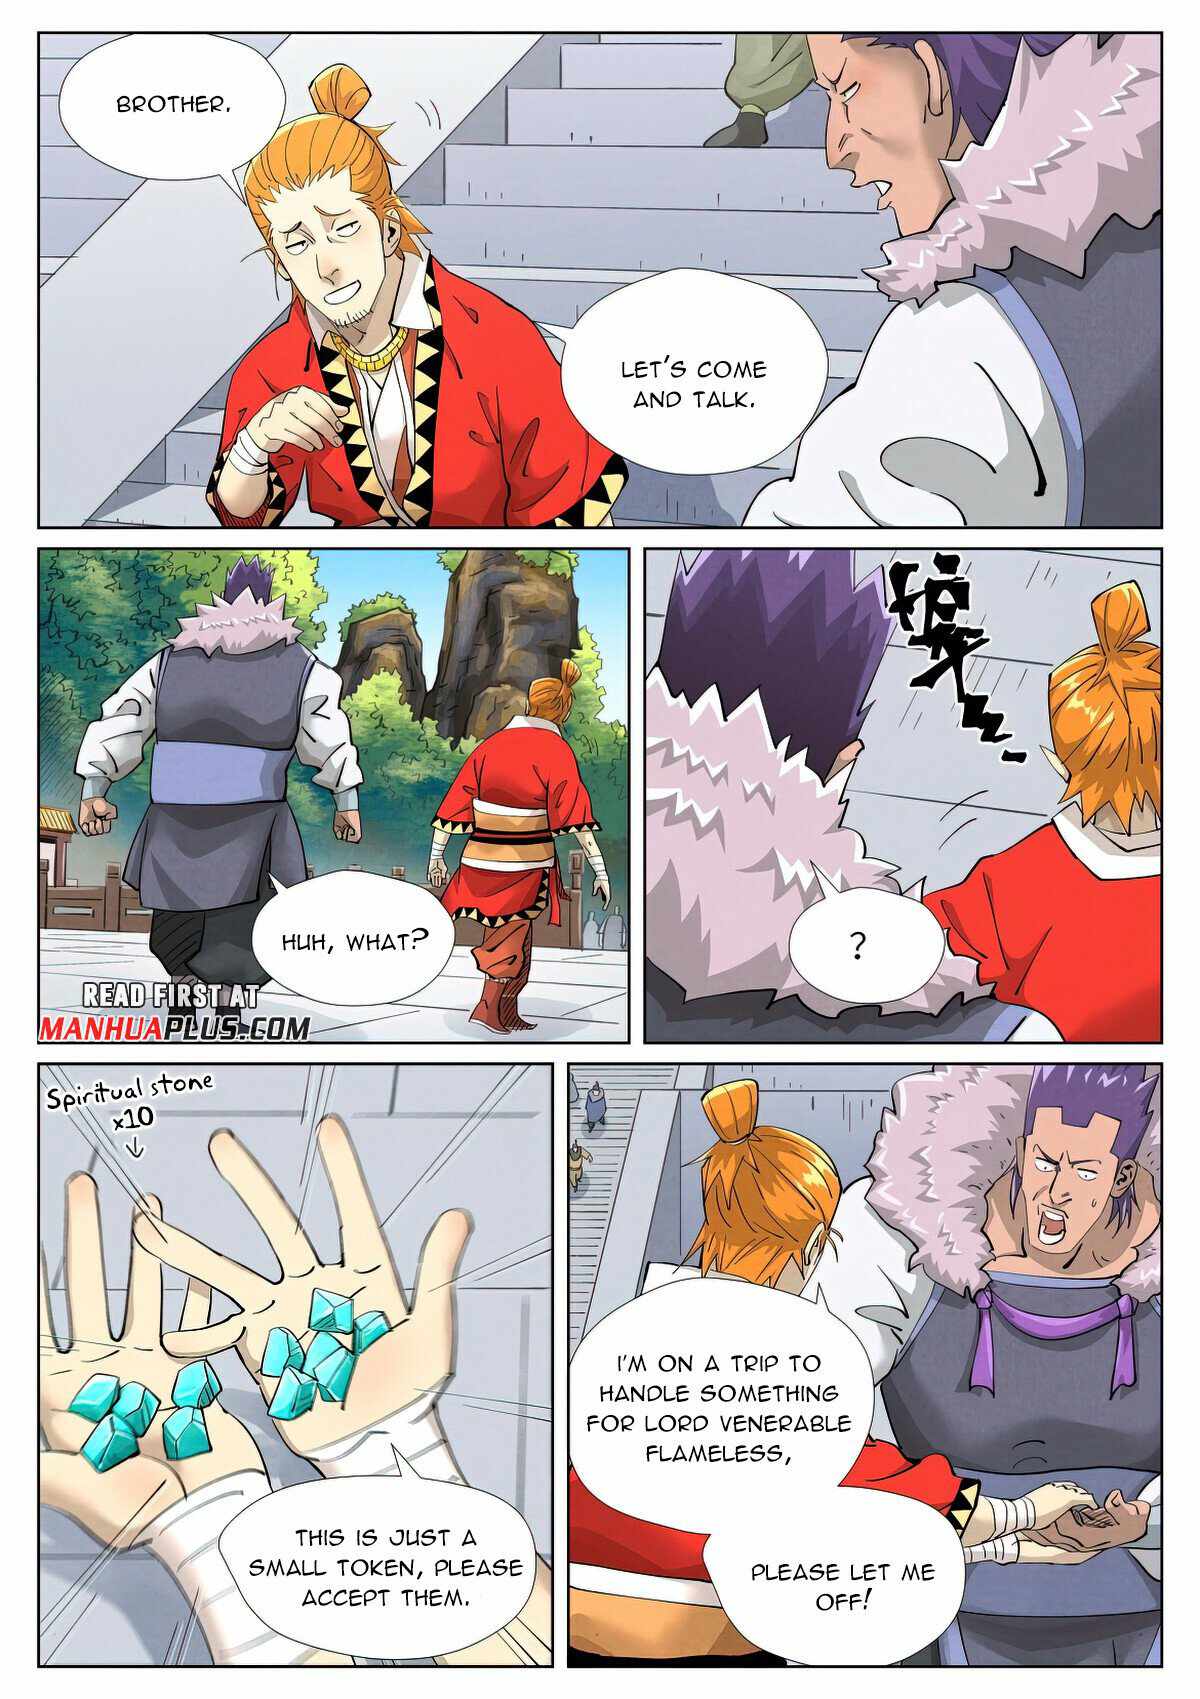 BROTHER.
LET'S COME
AND TALK.
HUH, WHAT?
READ FIRST AT
MANHUAPLUS.COM
?
Spiritual stone
x10
↓
THIS IS JUST A
SMALL TOKEN, PLEASE
ACCEPT THEM.
I'M ON A TRIP TO
HANDLE SOMETHING
FOR LORD VENERABLE
FLAMELESS,
PLEASE LET ME
OFF!